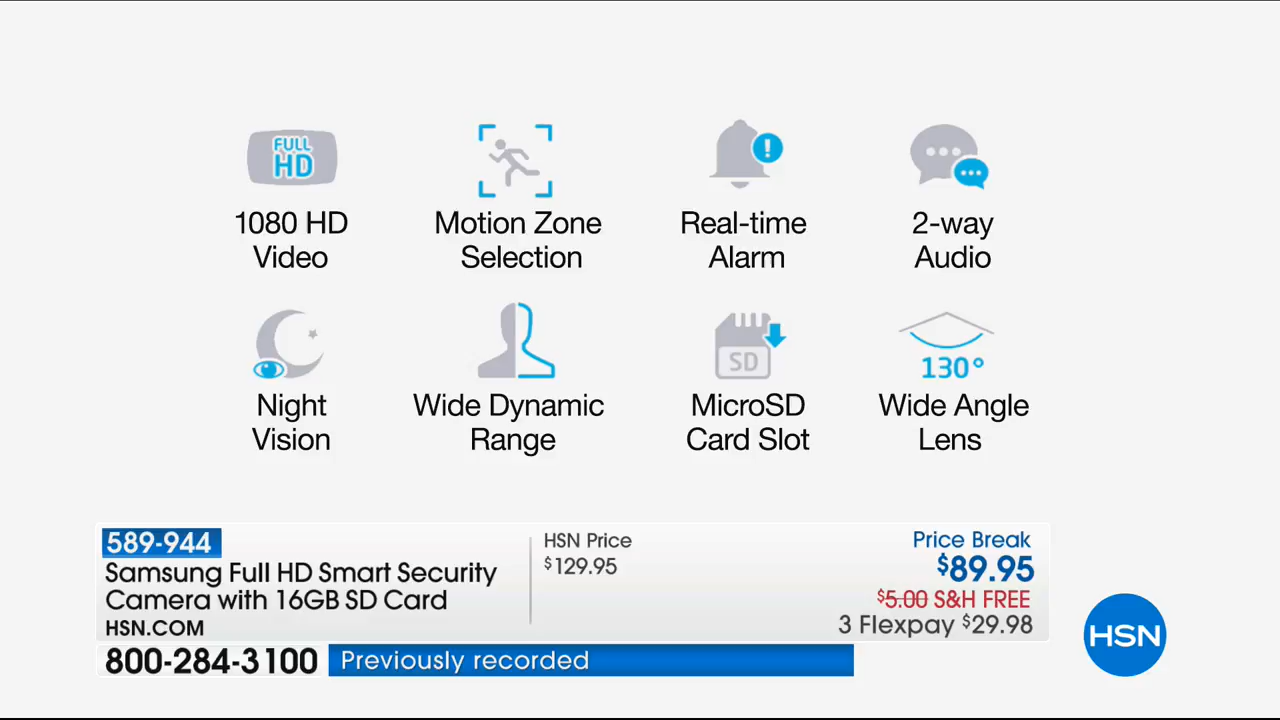 FULL
HD
1080 HD
Video
Motion Zone
Selection
!
Real-time
Alarm
2-way
Audio
Night
Vision
Wide Dynamic
Range
SD
MicroSD
Card Slot
130°
Wide Angle
Lens
589-944
Samsung Full HD Smart Security
Camera with 16GB SD Card
HSN.COM
HSN Price
$129.95
Price Break
$89.95
$5.00 S&H FREE
3 Flexpay $29.98
800-284-3100
Previously recorded
HSN